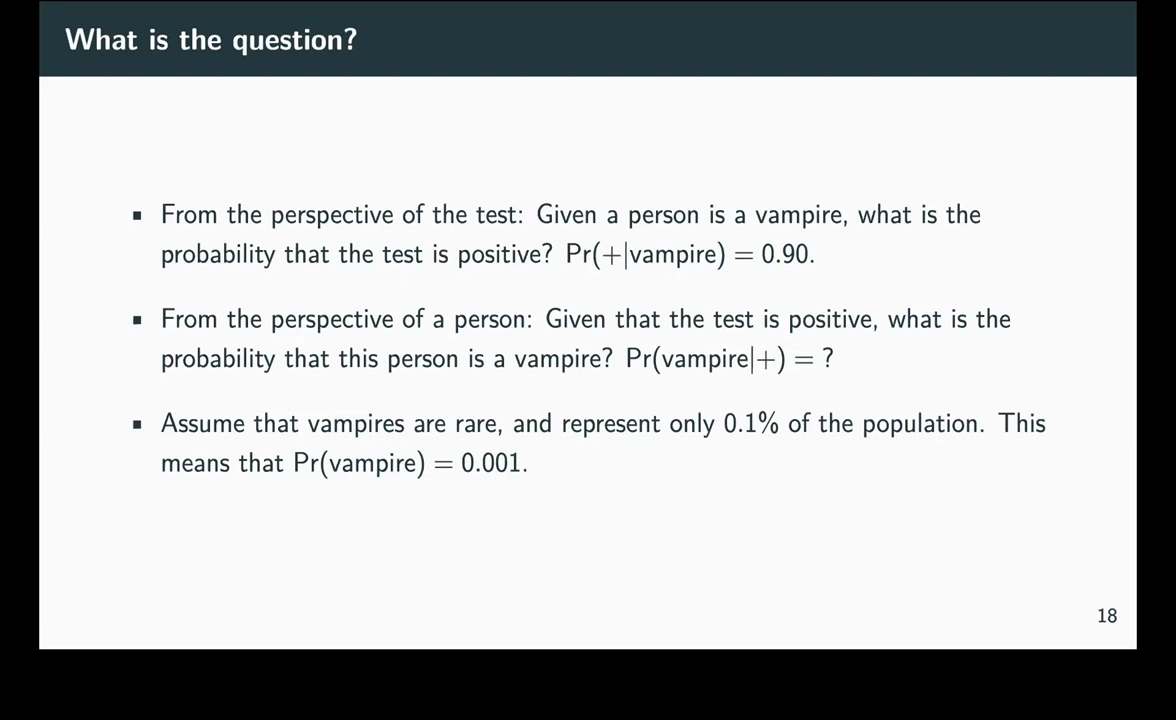 What is the question?
▪ From the perspective of the test: Given a person is a vampire, what is the
probability that the test is positive? Pr(+|vampire) = 0.90.
▪ From the perspective of a person: Given that the test is positive, what is the
probability that this person is a vampire? Pr(vampire|+) = ?
▪ Assume that vampires are rare, and represent only 0.1% of the population. This
means that Pr(vampire) = 0.001.
18